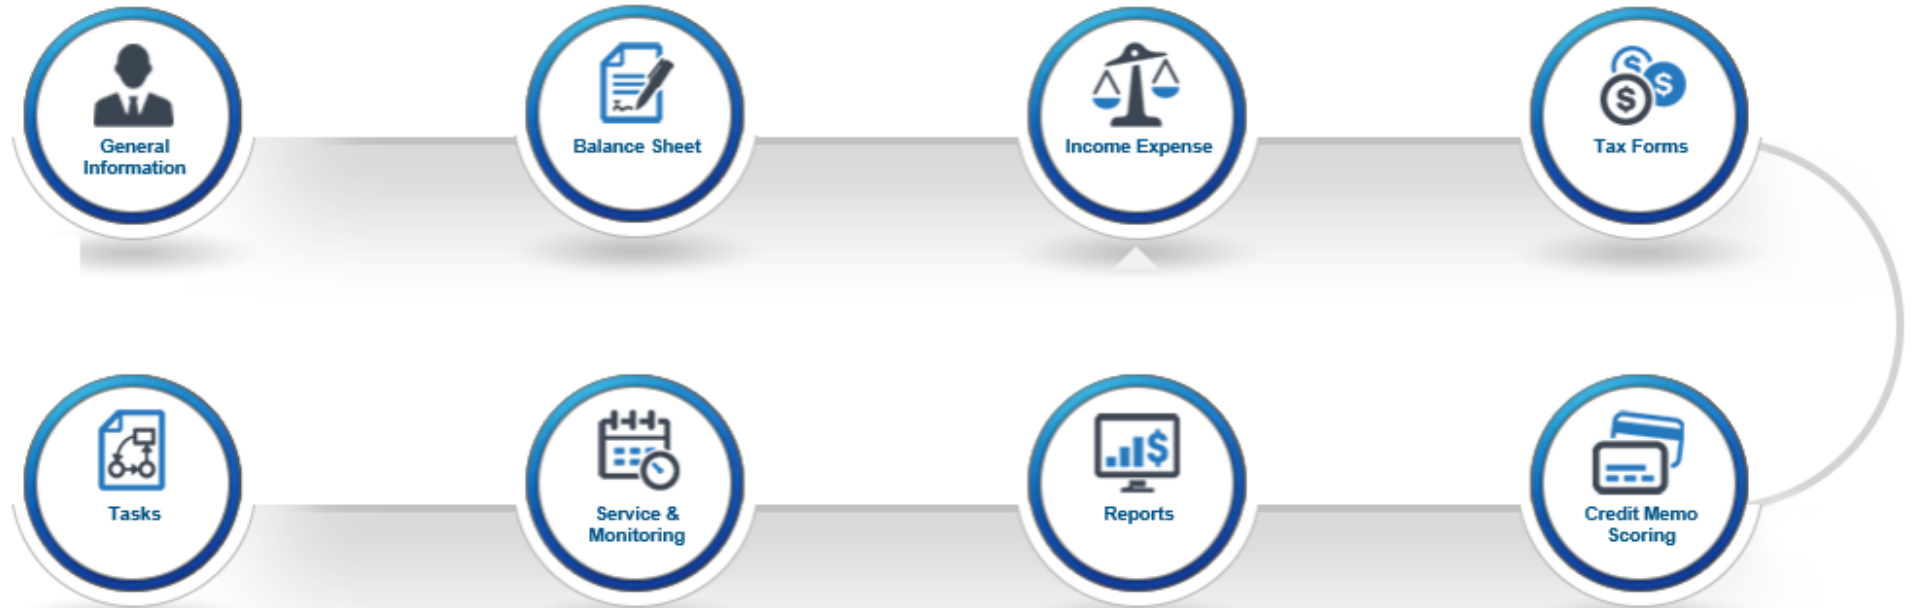 General
Information
Balance Sheet
Income Expense
Tax Forms
Tasks
Service &
Monitoring
Reports
Credit Memo
Scoring